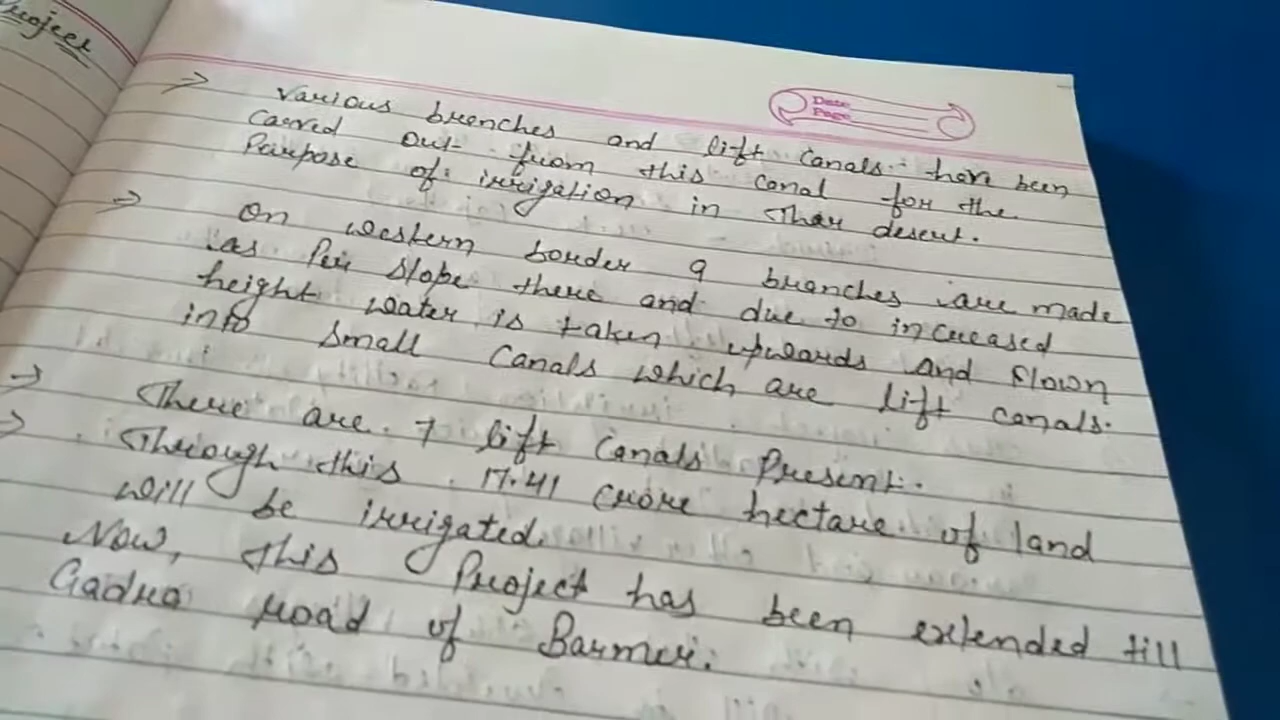 Project
Date
Page
→ Various branches and lift canals have been
carved out from this canal for the
Purpose of irrigation in Thar desert.
→ On western border 9 branches are made
as per slope there and due to increased
height water is taken upwards and flown
into small canals which are lift canals.
→ There are 7 lift canals Present.
→ Through this 17.41 crore hectare of land
will be irrigated.
Now, this Project has been extended till
Gadra road of Barmer.